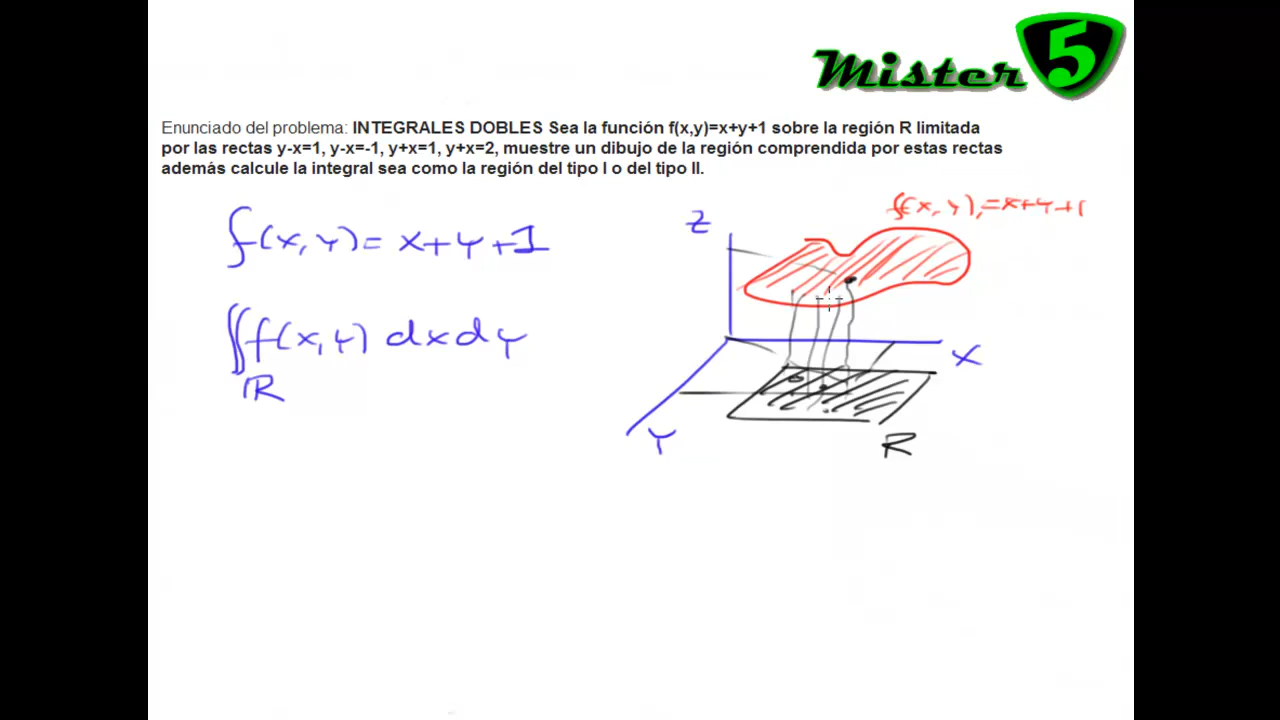 Mister 5
Enunciado del problema: INTEGRALES DOBLES Sea la función f(x,y)=x+y+1 sobre la región R limitada
por las rectas y-x=1, y-x=-1, y+x=1, y+x=2, muestre un dibujo de la región comprendida por estas rectas
además calcule la integral sea como la región del tipo I o del tipo II.
f(x,y)=x+y+1
Z
f(x,y)=x+y+1
∬f(x,y) dxdy
R
X
Y
R